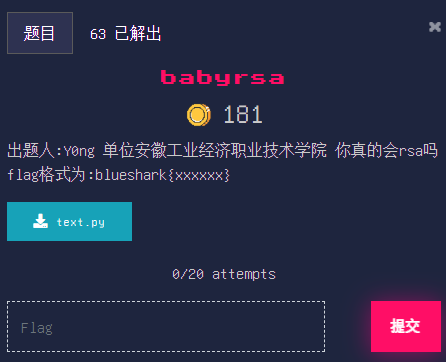 题目 63 已解出
×
babyrsa
181
出题人:Y0ng 单位安徽工业经济职业技术学院 你真的会rsa吗
flag格式为:blueshark{xxxxxx}
text.py
0/20 attempts
Flag 提交